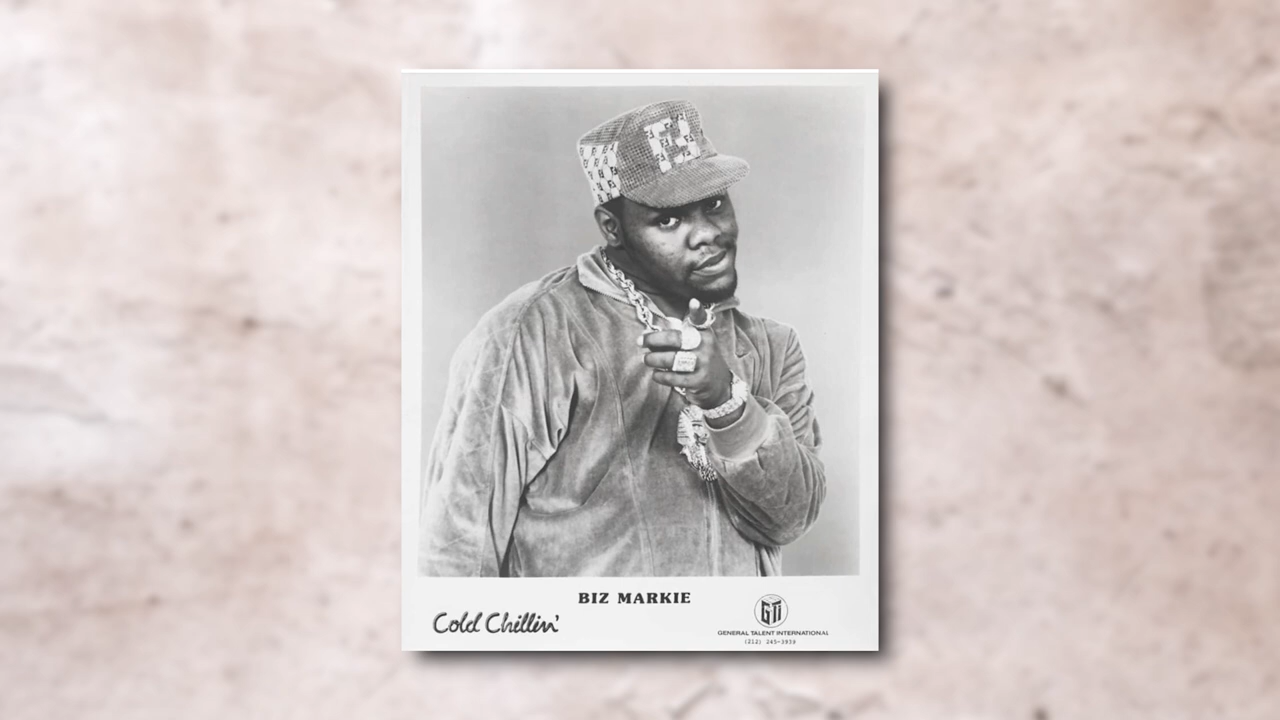 B
BIZ MARKIE
Cold Chillin'
GTI
GENERAL TALENT INTERNATIONAL
(212) 245-3939